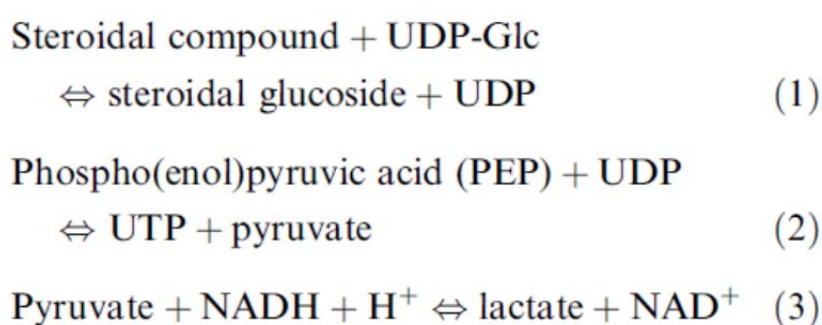 Steroidal compound + UDP-Glc
⇔ steroidal glucoside + UDP (1)
Phospho(enol)pyruvic acid (PEP) + UDP
⇔ UTP + pyruvate (2)
Pyruvate + NADH + H⁺ ⇔ lactate + NAD⁺ (3)